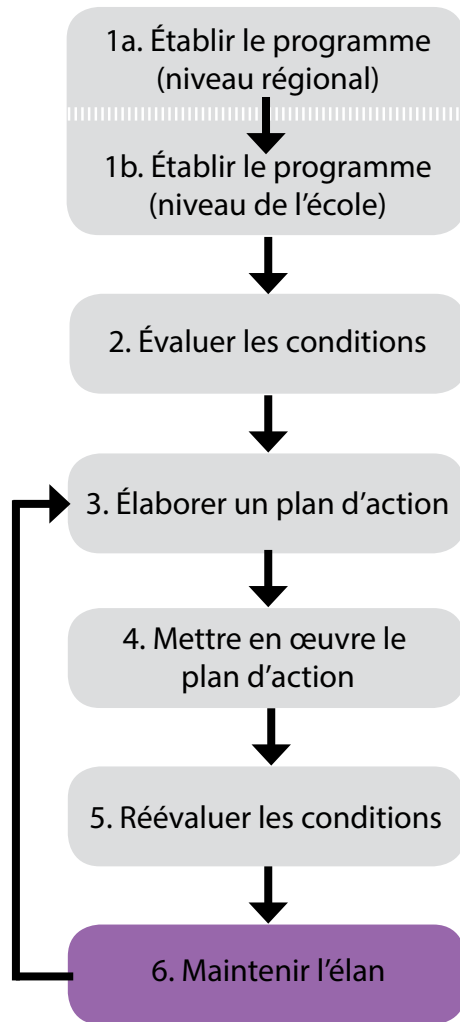 1a. Établir le programme
(niveau régional)
1b. Établir le programme
(niveau de l’école)
2. Évaluer les conditions
3. Élaborer un plan d’action
4. Mettre en œuvre le
plan d’action
5. Réévaluer les conditions
6. Maintenir l’élan